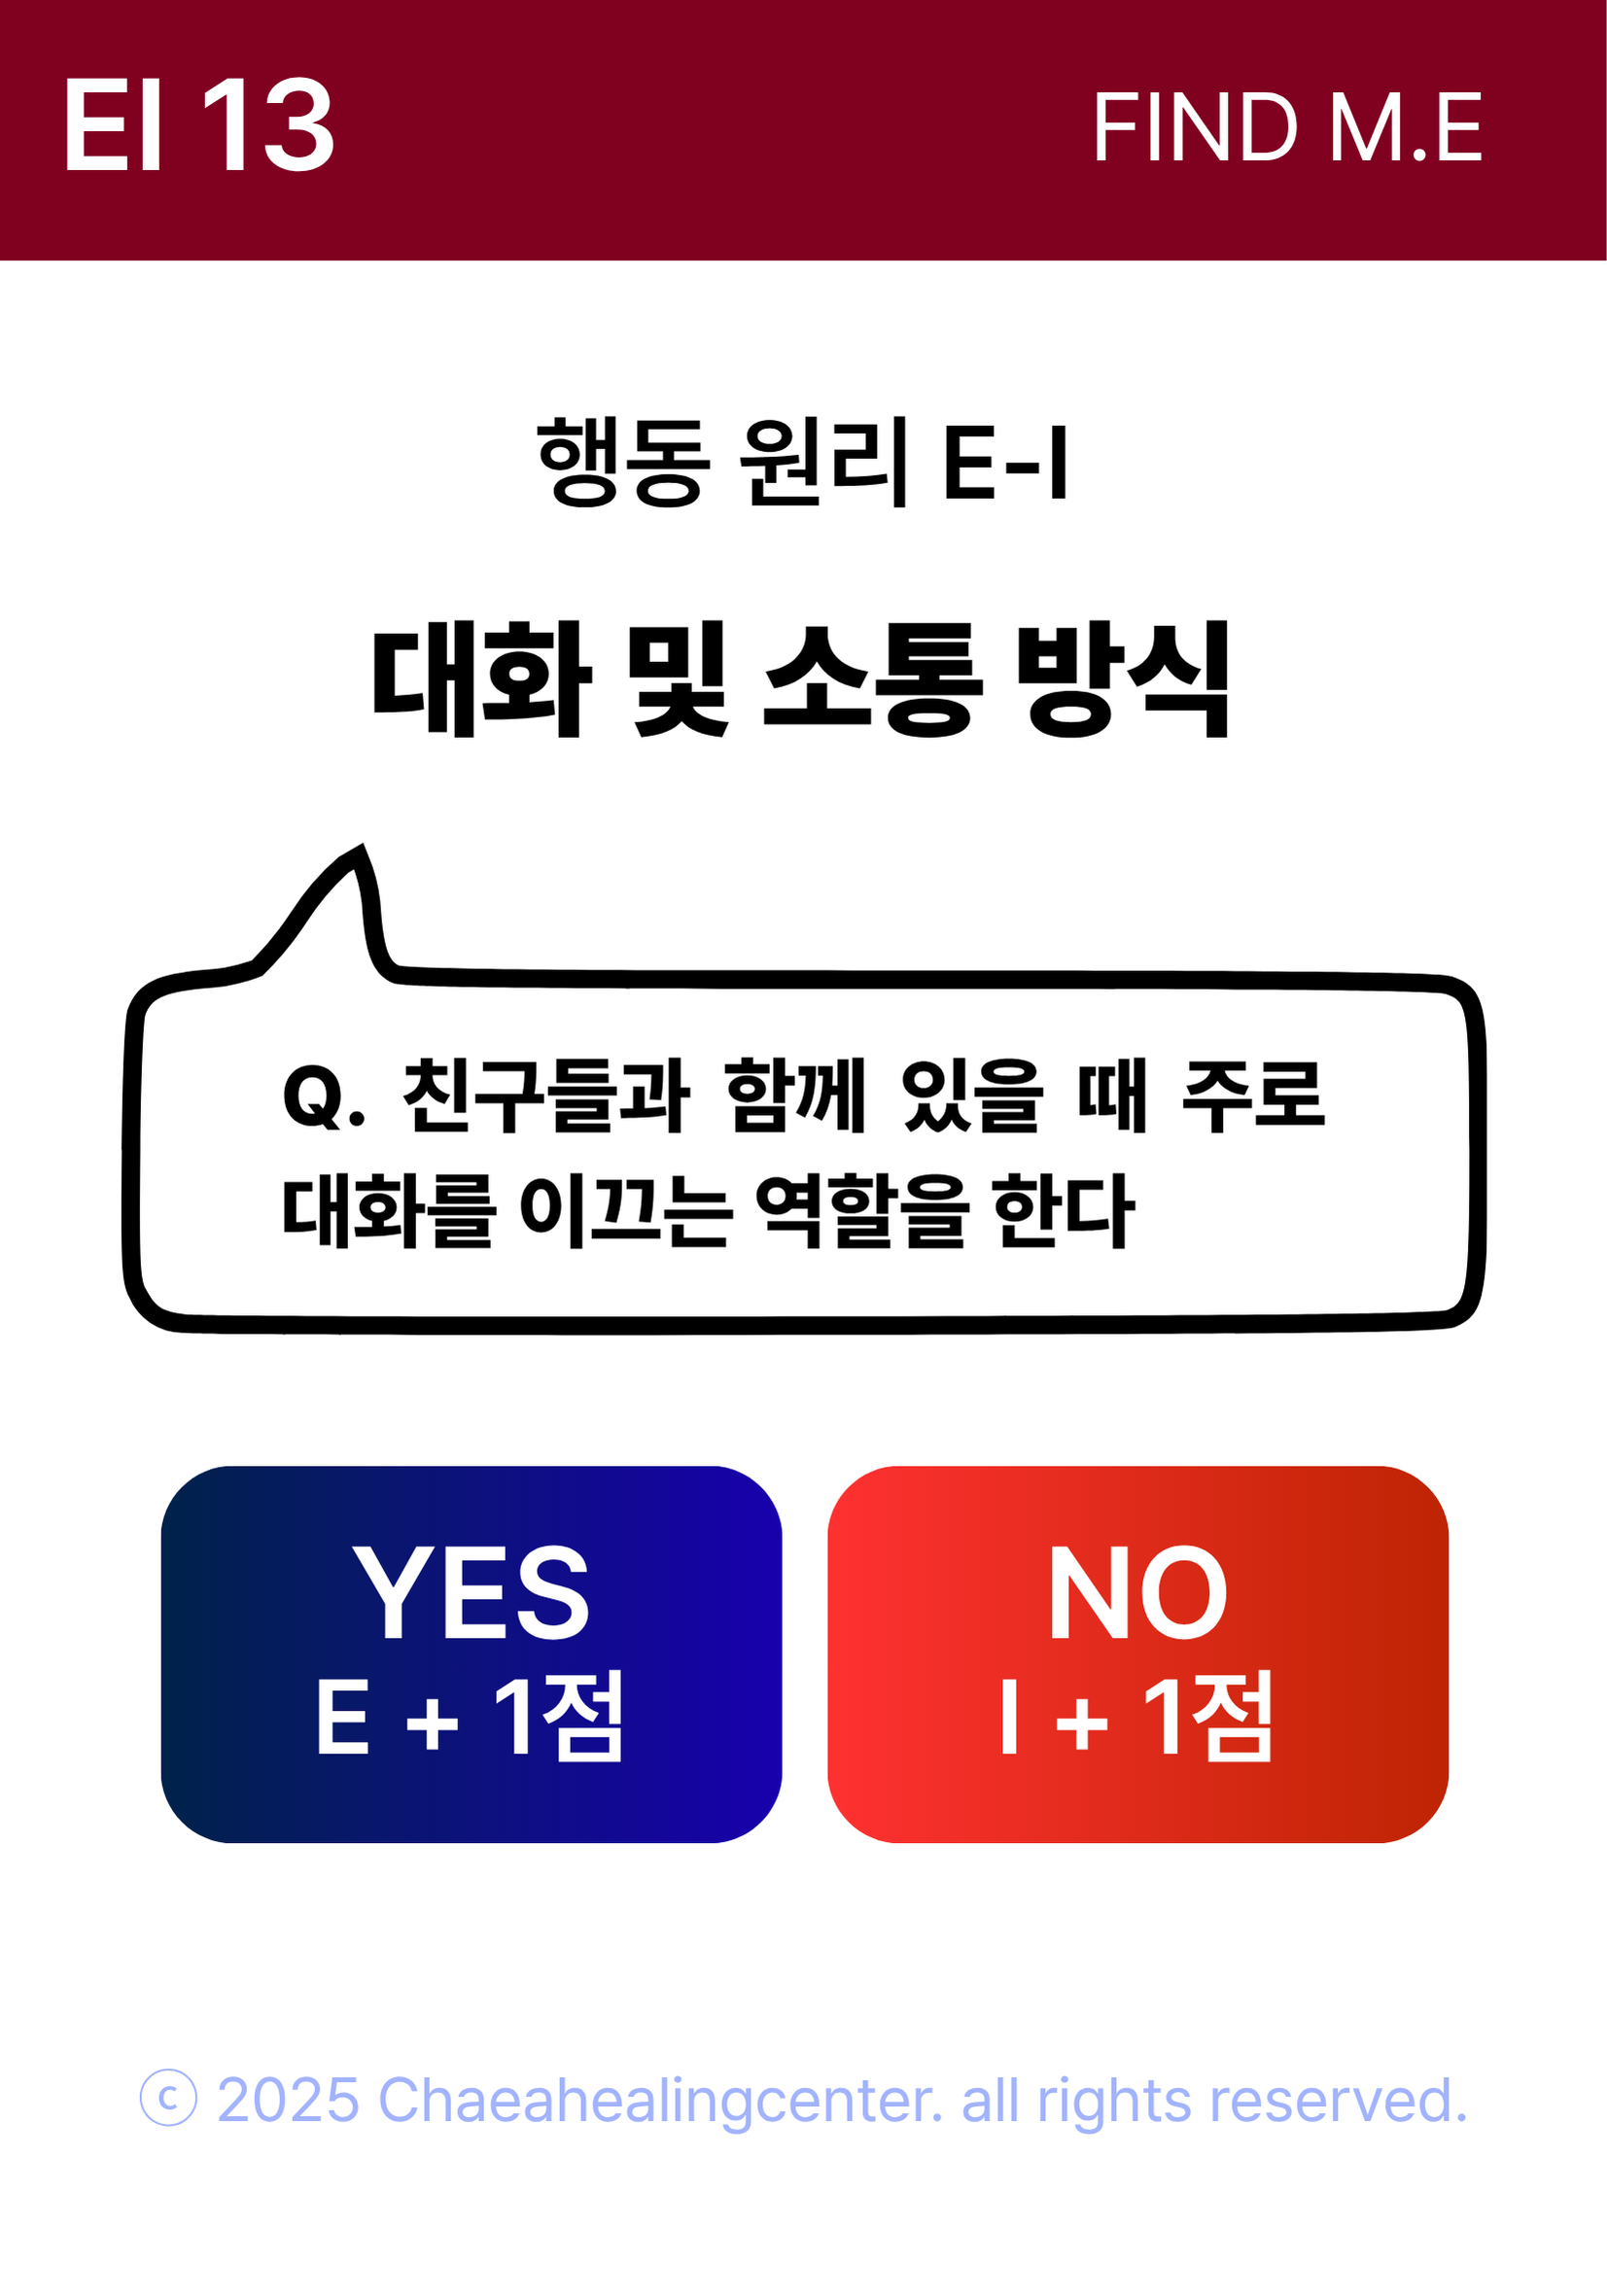 EI 13
FIND M.E
행동 원리 E-I
대화 및 소통 방식
Q. 친구들과 함께 있을 때 주로
대화를 이끄는 역할을 한다
YES
E + 1점
NO
I + 1점
© 2025 Chaeahealingcenter. all rights reserved.